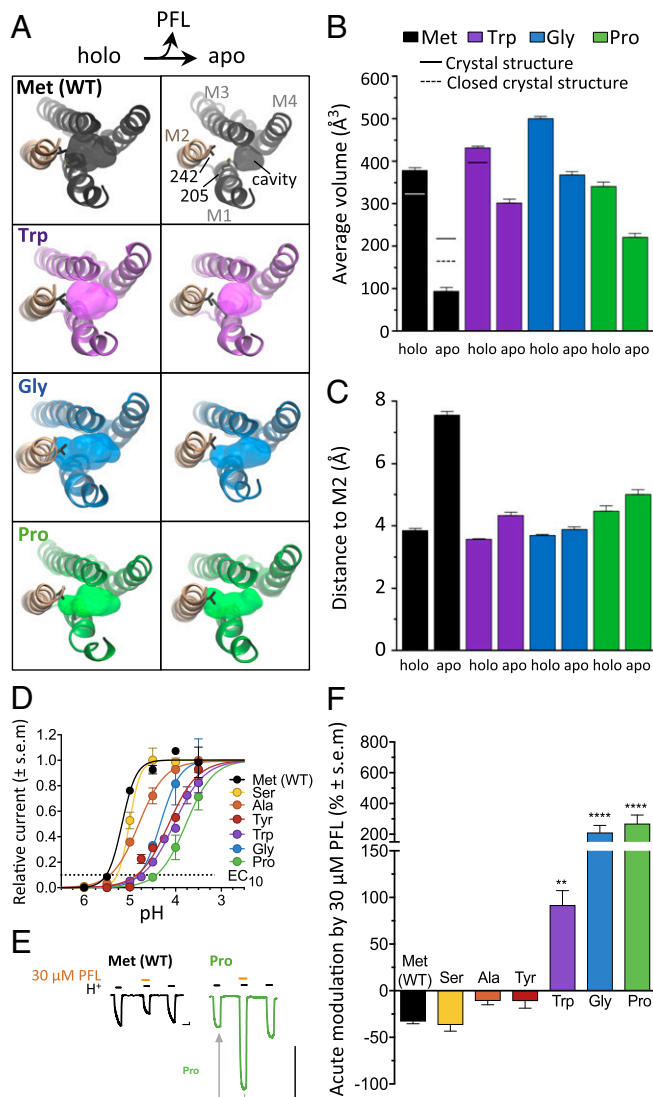 A
PFL
holo
apo
Met (WT)
M3
M4
M2
242
205
cavity
M1
Trp
Gly
Pro
B
Met
Trp
Gly
Pro
Crystal structure
Closed crystal structure
Average volume (Å³)
600
500
400
300
200
100
0
holo apo holo apo holo apo holo apo
C
Distance to M2 (Å)
8
6
4
2
0
holo apo holo apo holo apo holo apo
D
Relative current (± s.e.m)
1.2
1.0
0.8
0.6
0.4
0.2
0.0
6 5 4 3
pH
Met (WT)
Ser
Ala
Tyr
Trp
Gly
Pro
EC10
E
Met (WT)
Pro
30 µM PFL
H+
Pro
F
Acute modulation by 30 µM PFL (% ± s.e.m)
800
600
400
200
150
100
50
0
-50
-100
Met (WT)
Ser
Ala
Tyr
Trp
Gly
Pro
**
****
****